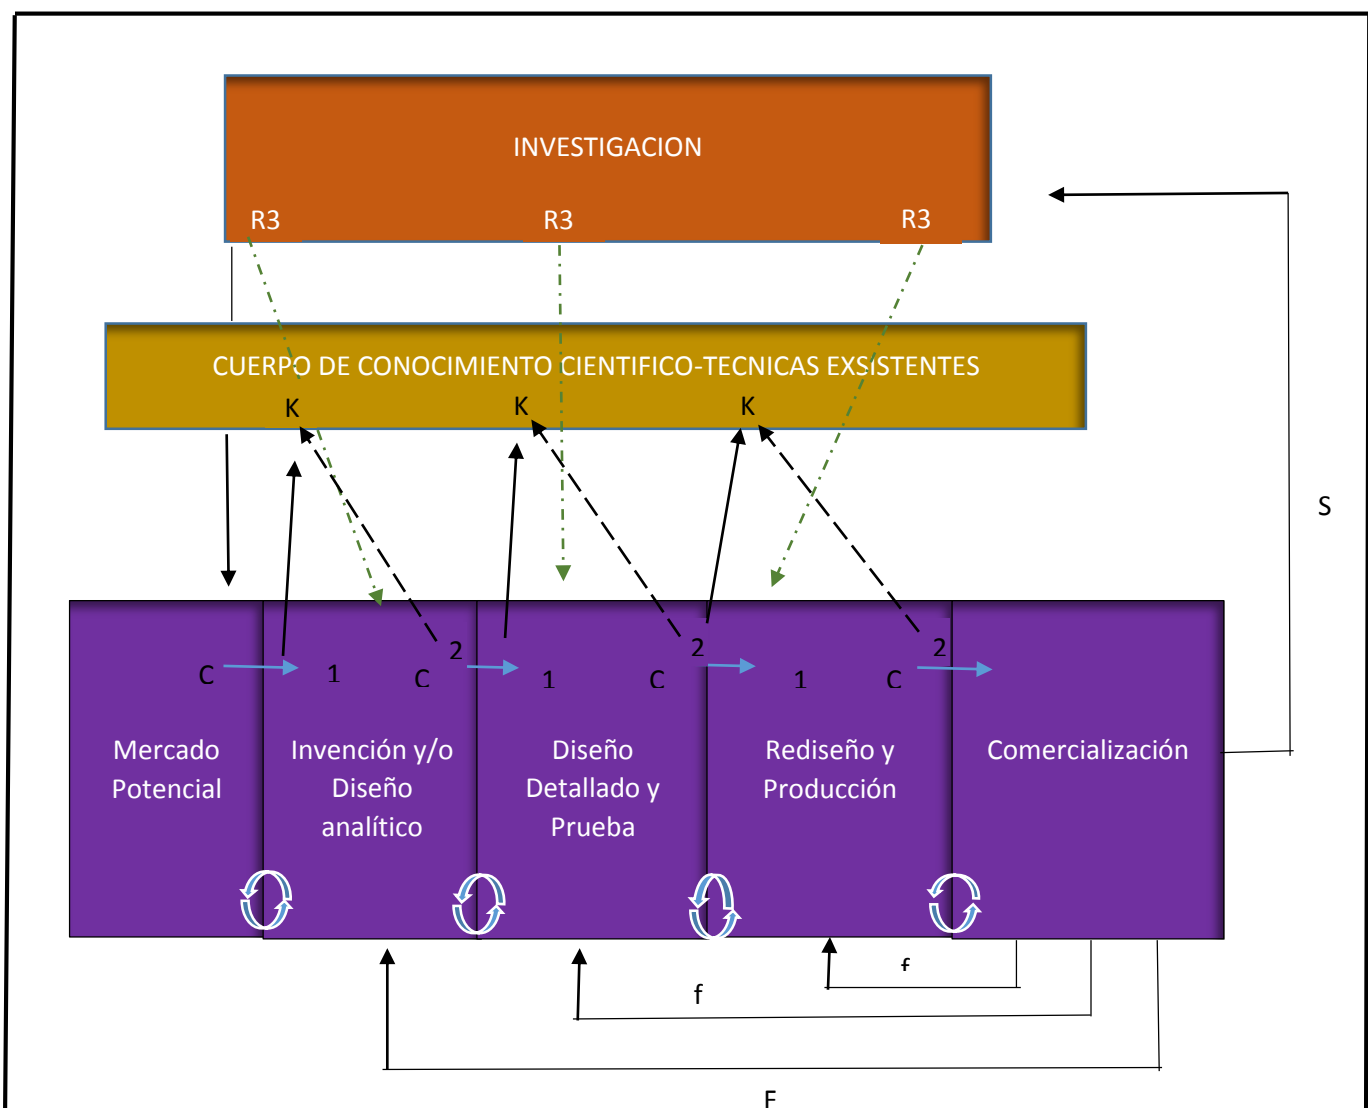 INVESTIGACION
R3 R3 R3
CUERPO DE CONOCIMIENTO CIENTIFICO-TECNICAS EXSISTENTES
K K K
S
C 1 C 2 1 C 2 1 C 2
Mercado
Potencial
Invención y/o
Diseño
analítico
Diseño
Detallado y
Prueba
Rediseño y
Producción
Comercialización
f
f
F